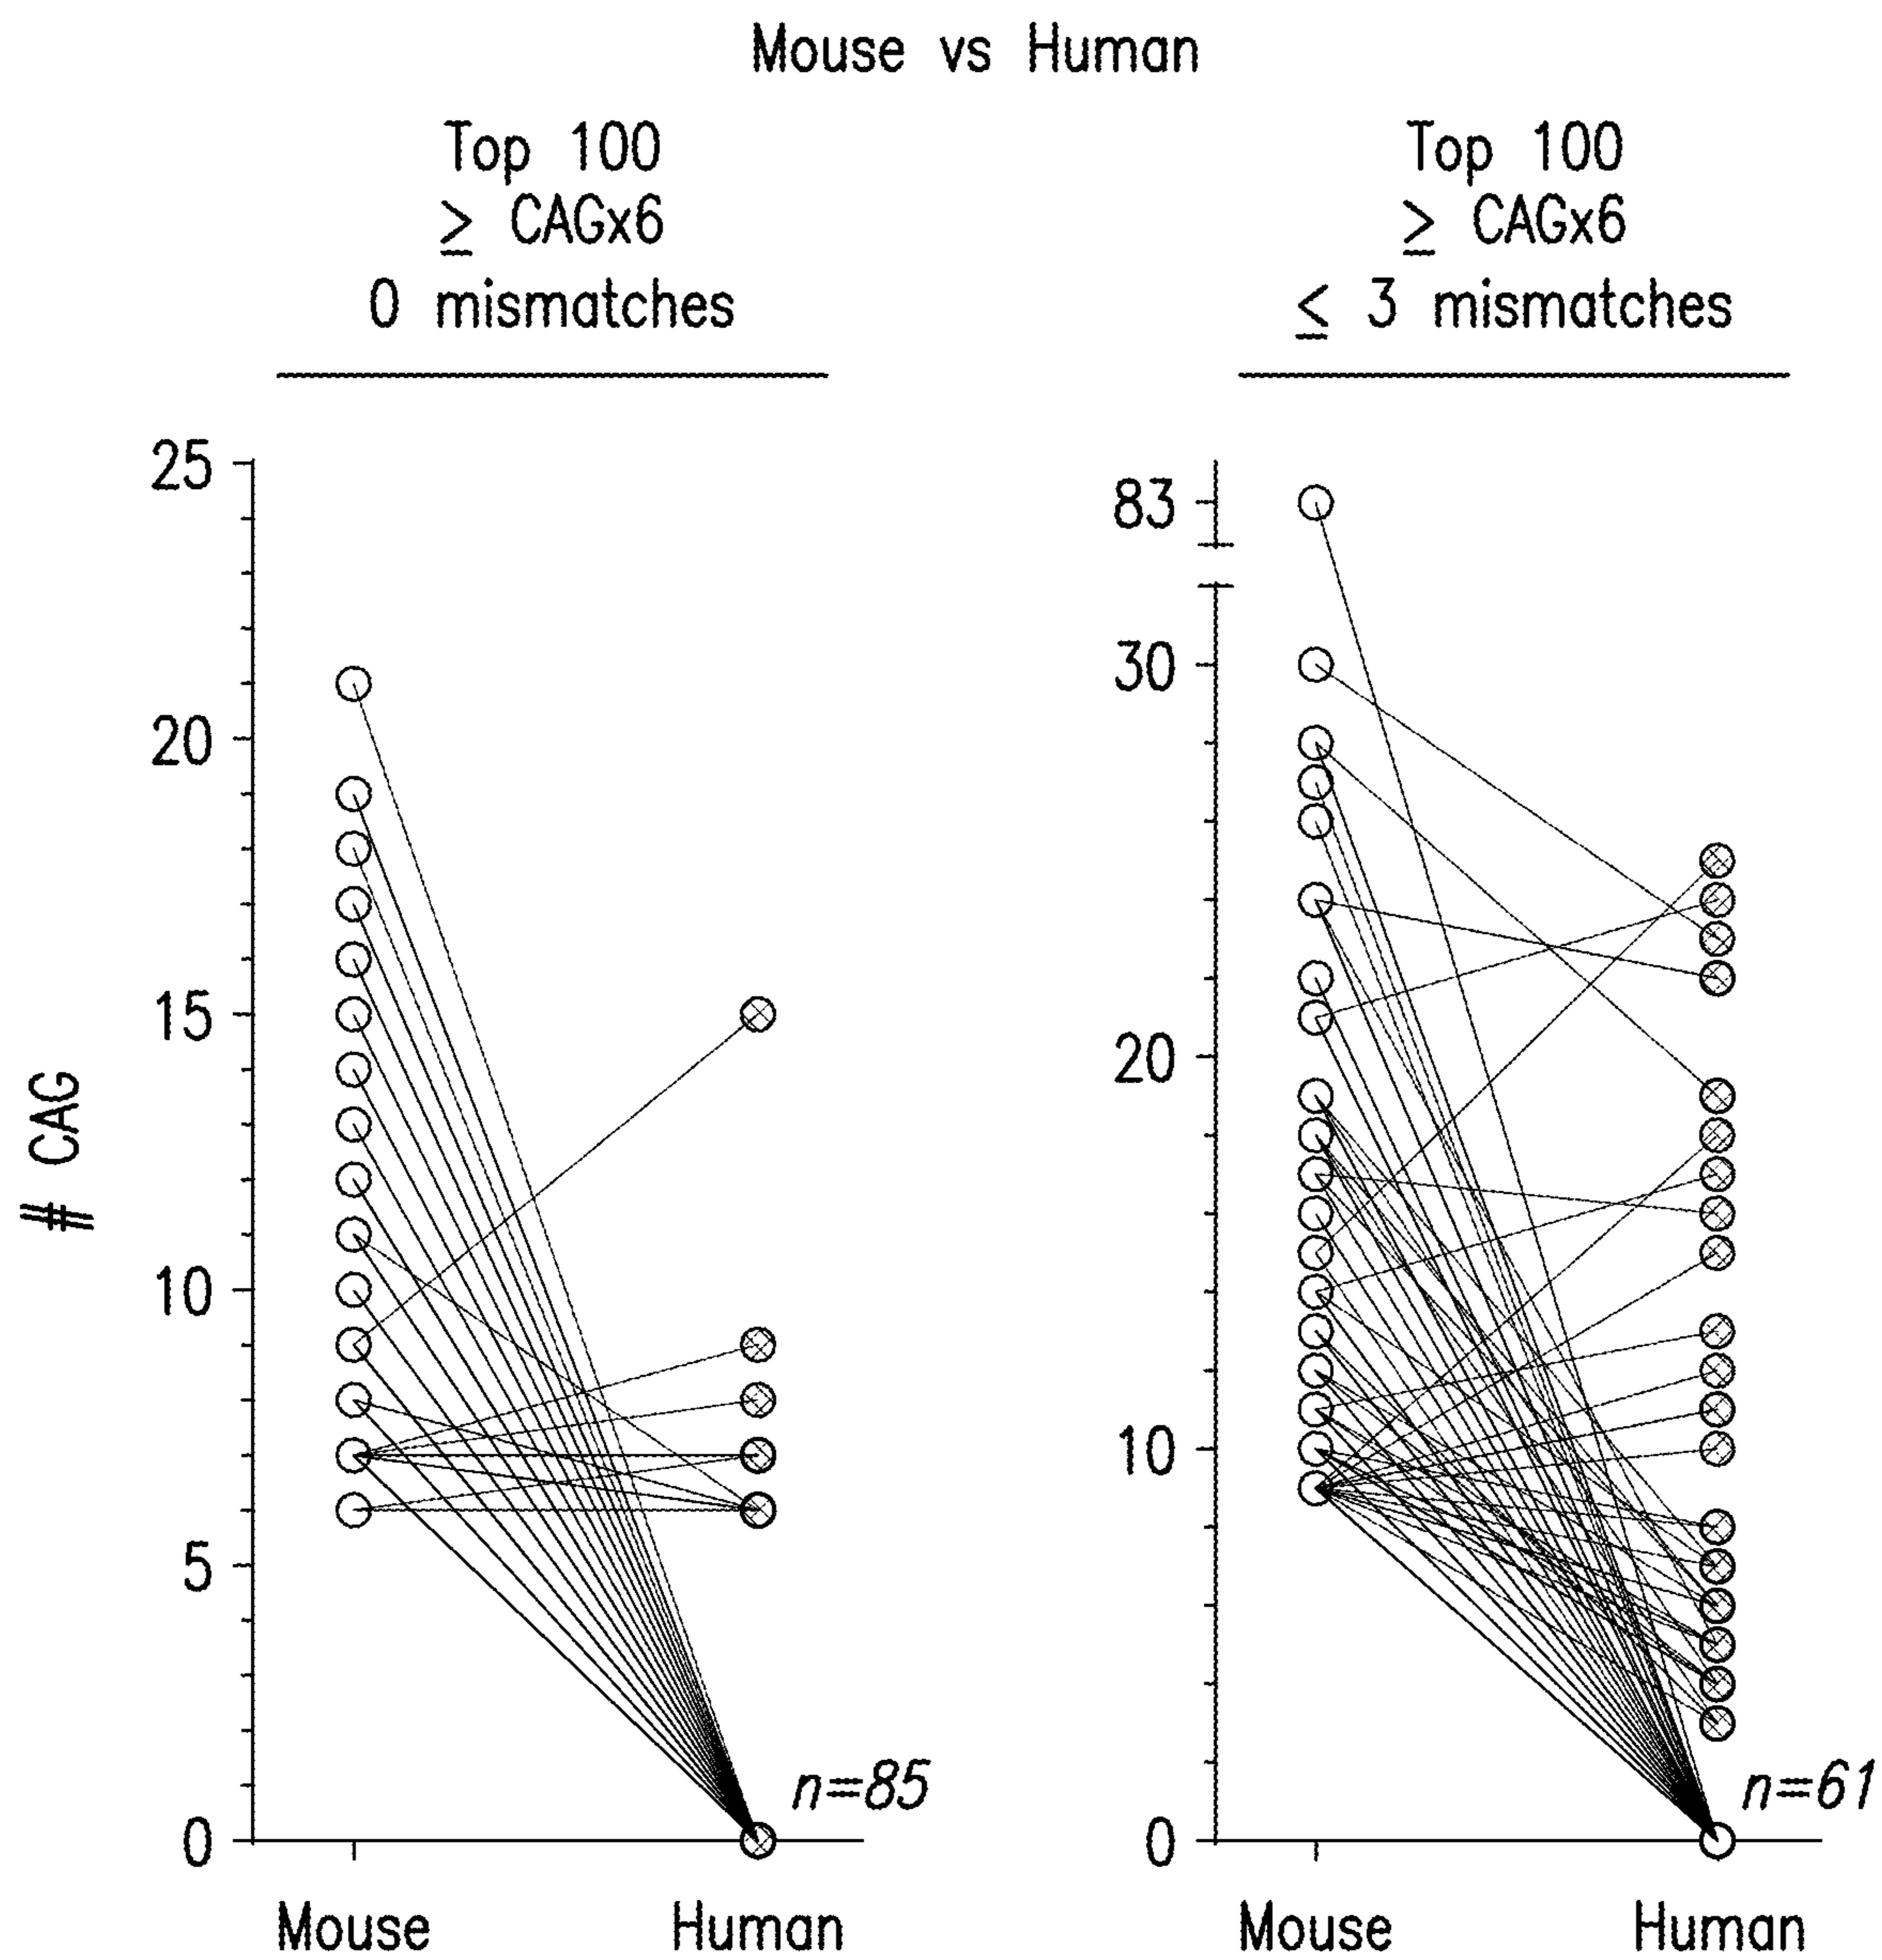 Mouse vs Human
Top 100
≥ CAGx6
0 mismatches
25
20
15
10
5
0
# CAG
n=85
Mouse
Human
Top 100
≥ CAGx6
≤ 3 mismatches
83
30
20
10
0
n=61
Mouse
Human